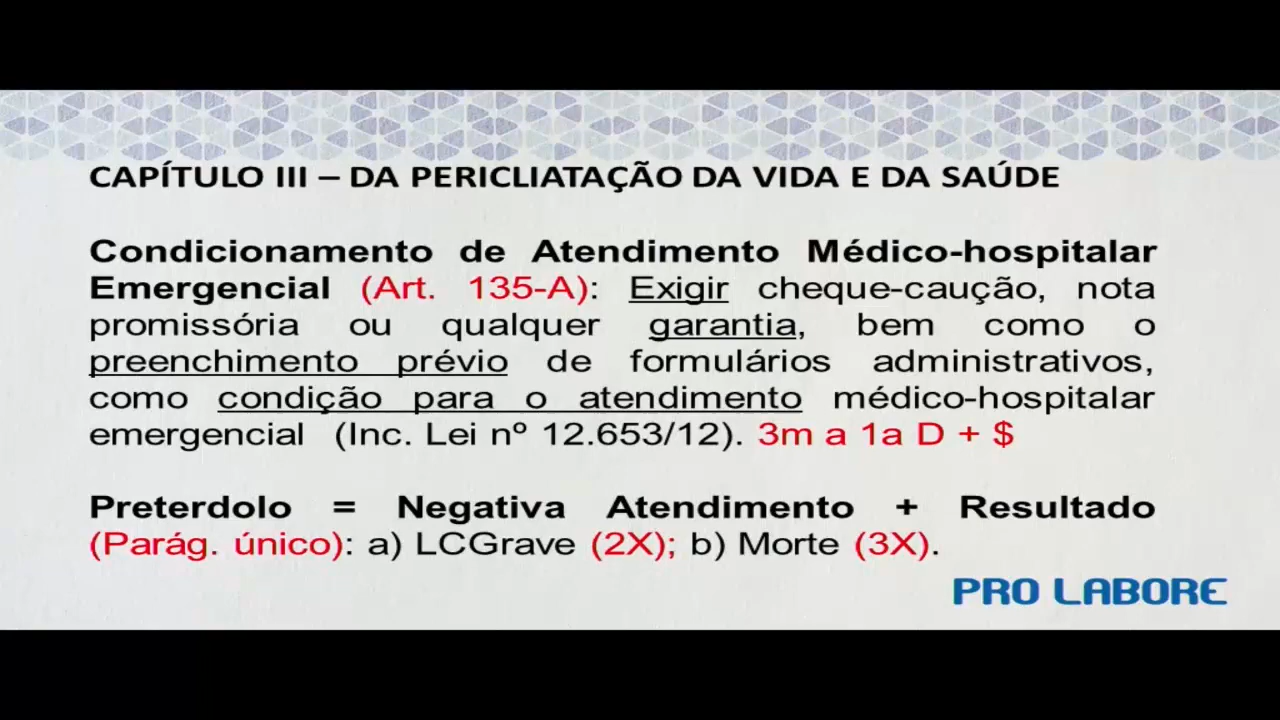 CAPÍTULO III – DA PERICLIATAÇÃO DA VIDA E DA SAÚDE
Condicionamento de Atendimento Médico-hospitalar
Emergencial (Art. 135-A): Exigir cheque-caução, nota
promissória ou qualquer garantia, bem como o
preenchimento prévio de formulários administrativos,
como condição para o atendimento médico-hospitalar
emergencial (Inc. Lei nº 12.653/12). 3m a 1a D + $
Preterdolo = Negativa Atendimento + Resultado
(Parág. único): a) LCGrave (2X); b) Morte (3X).
PRO LABORE